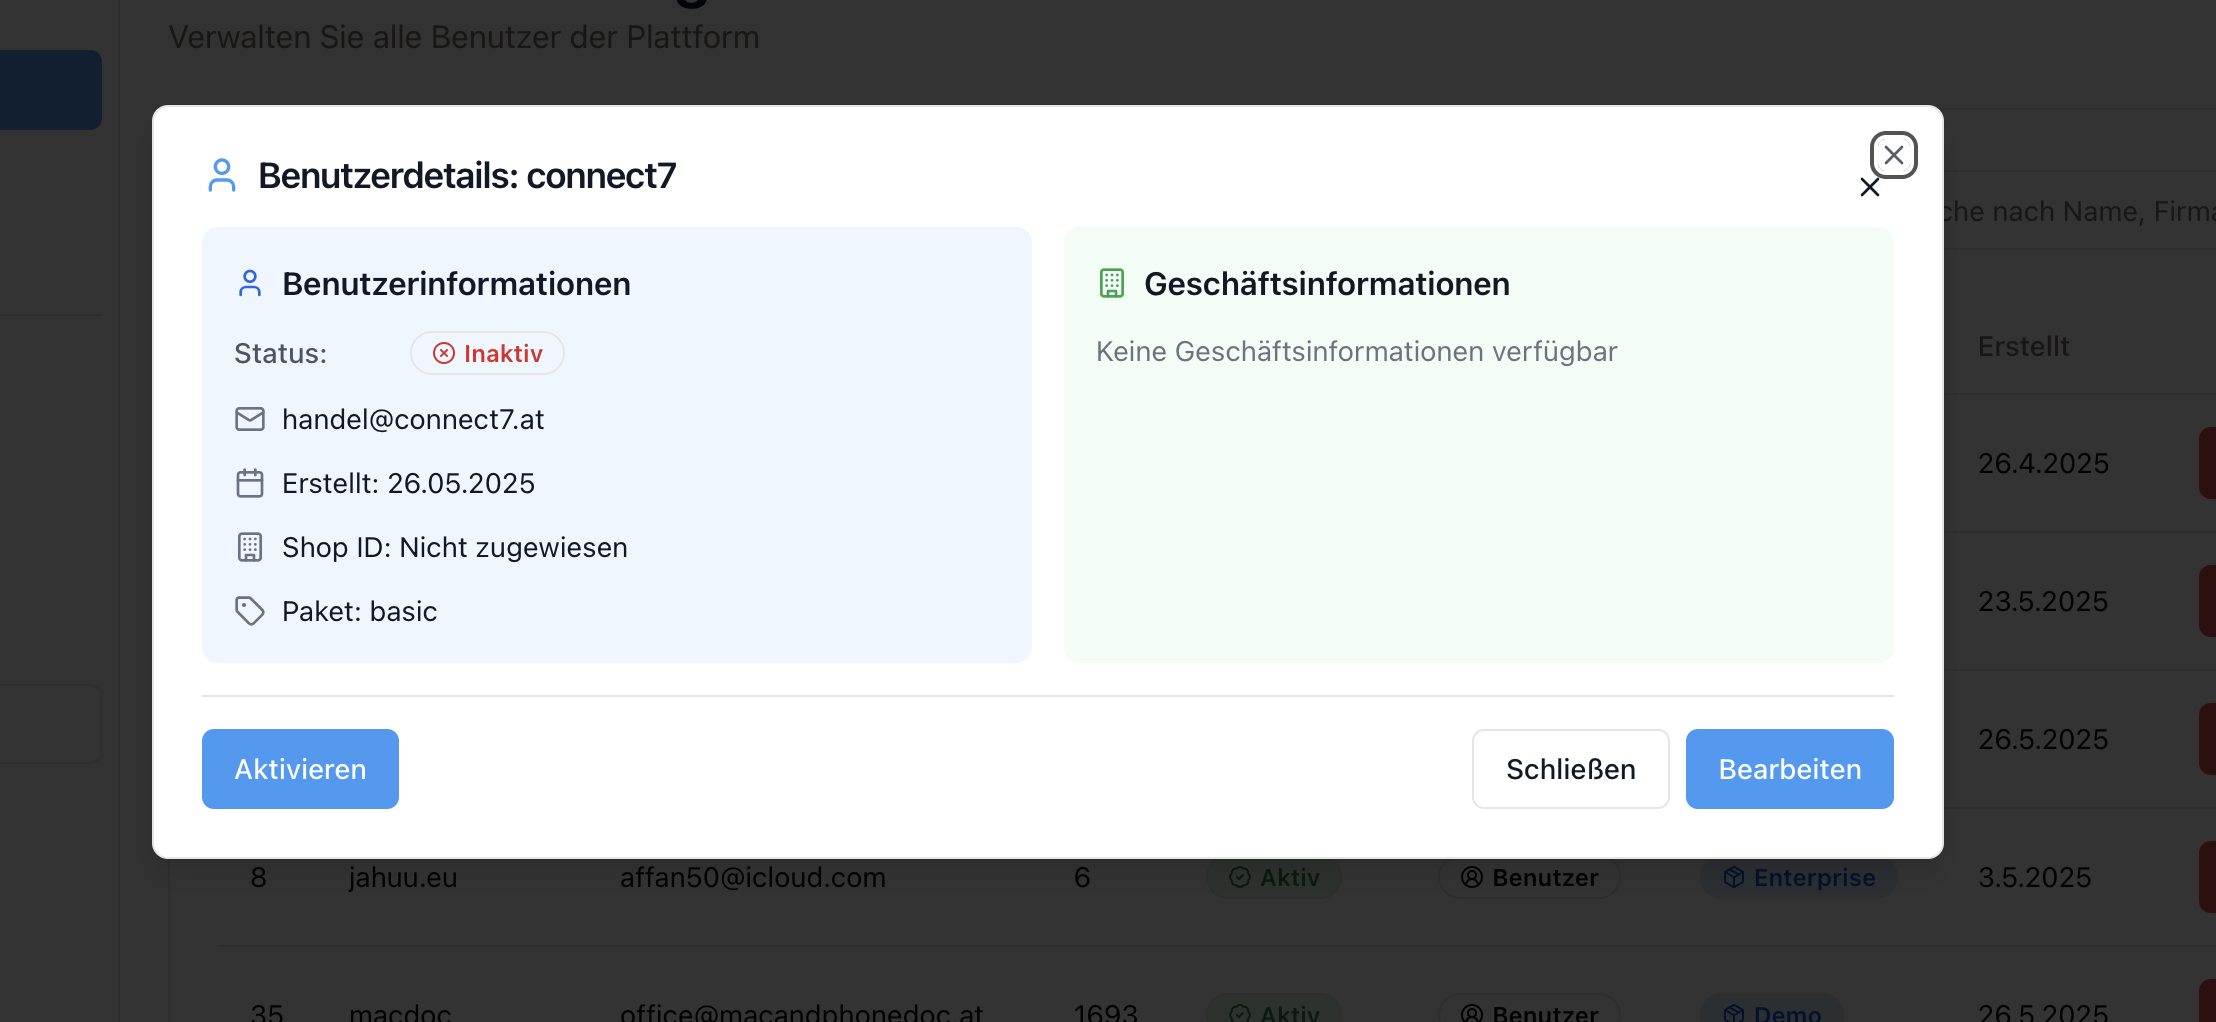 Verwalten Sie alle Benutzer der Plattform
Benutzerdetails: connect7
che nach Name, Firma
Benutzerinformationen
Status: Inaktiv
handel@connect7.at
Erstellt: 26.05.2025
Shop ID: Nicht zugewiesen
Paket: basic
Geschäftsinformationen
Keine Geschäftsinformationen verfügbar
Erstellt
26.4.2025
23.5.2025
26.5.2025
Aktivieren
Schließen
Bearbeiten
8 jahuu.eu affan50@icloud.com 6 Aktiv Benutzer Enterprise 3.5.2025
35 macdoc office@macandphonedoc.at 1693 Aktiv Benutzer Demo 26.5.2025